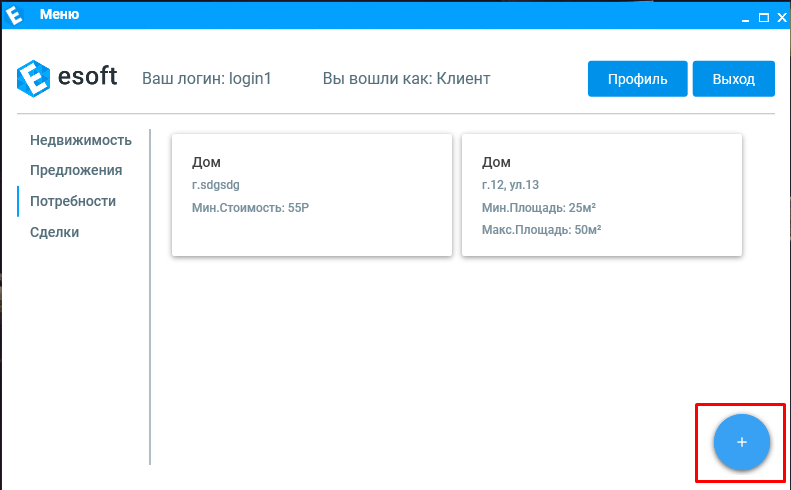 Меню
esoft
Ваш логин: login1
Вы вошли как: Клиент
Профиль
Выход
Недвижимость
Предложения
Потребности
Сделки
Дом
г.sdgsdg
Мин.Стоимость: 55Р
Дом
г.12, ул.13
Мин.Площадь: 25м²
Макс.Площадь: 50м²
+